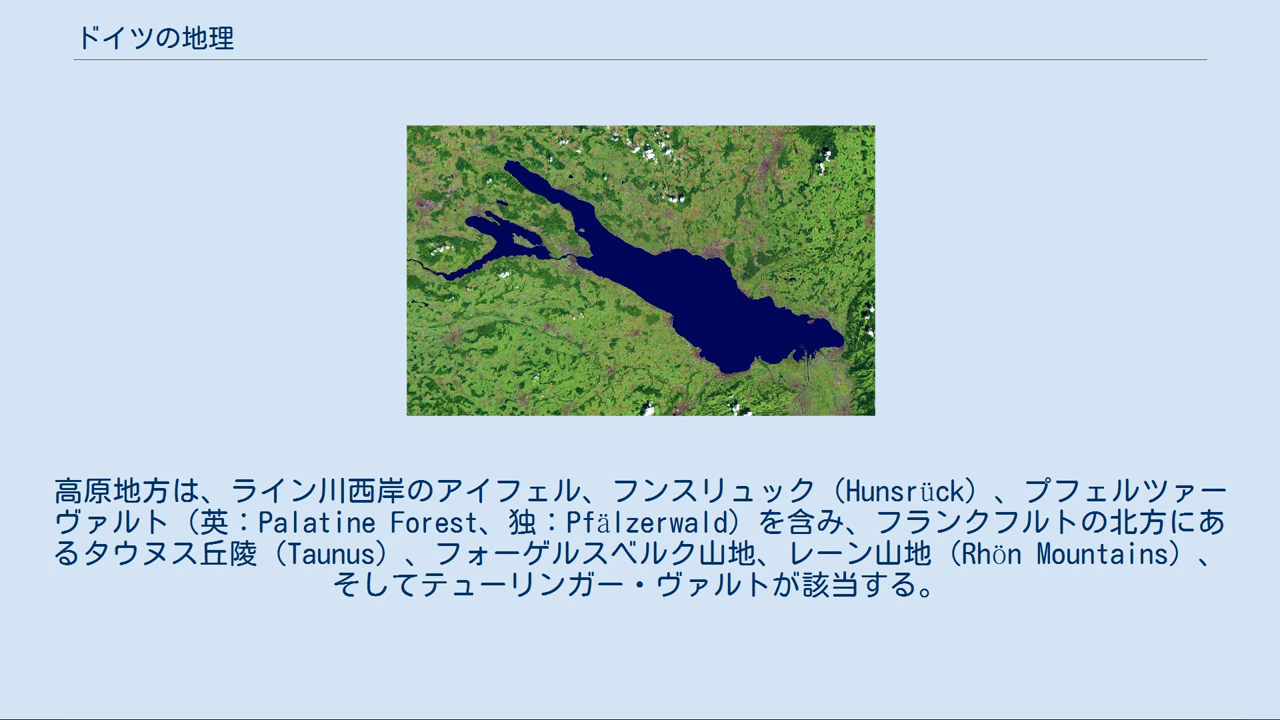 ドイツの地理
高原地方は、ライン川西岸のアイフェル、フンスリュック（Hunsrück）、プフェルツァー
ヴァルト（英：Palatine Forest、独：Pfälzerwald）を含み、フランクフルトの北方にあ
るタウヌス丘陵（Taunus）、フォーゲルスベルク山地、レーン山地（Rhön Mountains）、
そしてテューリンガー・ヴァルトが該当する。